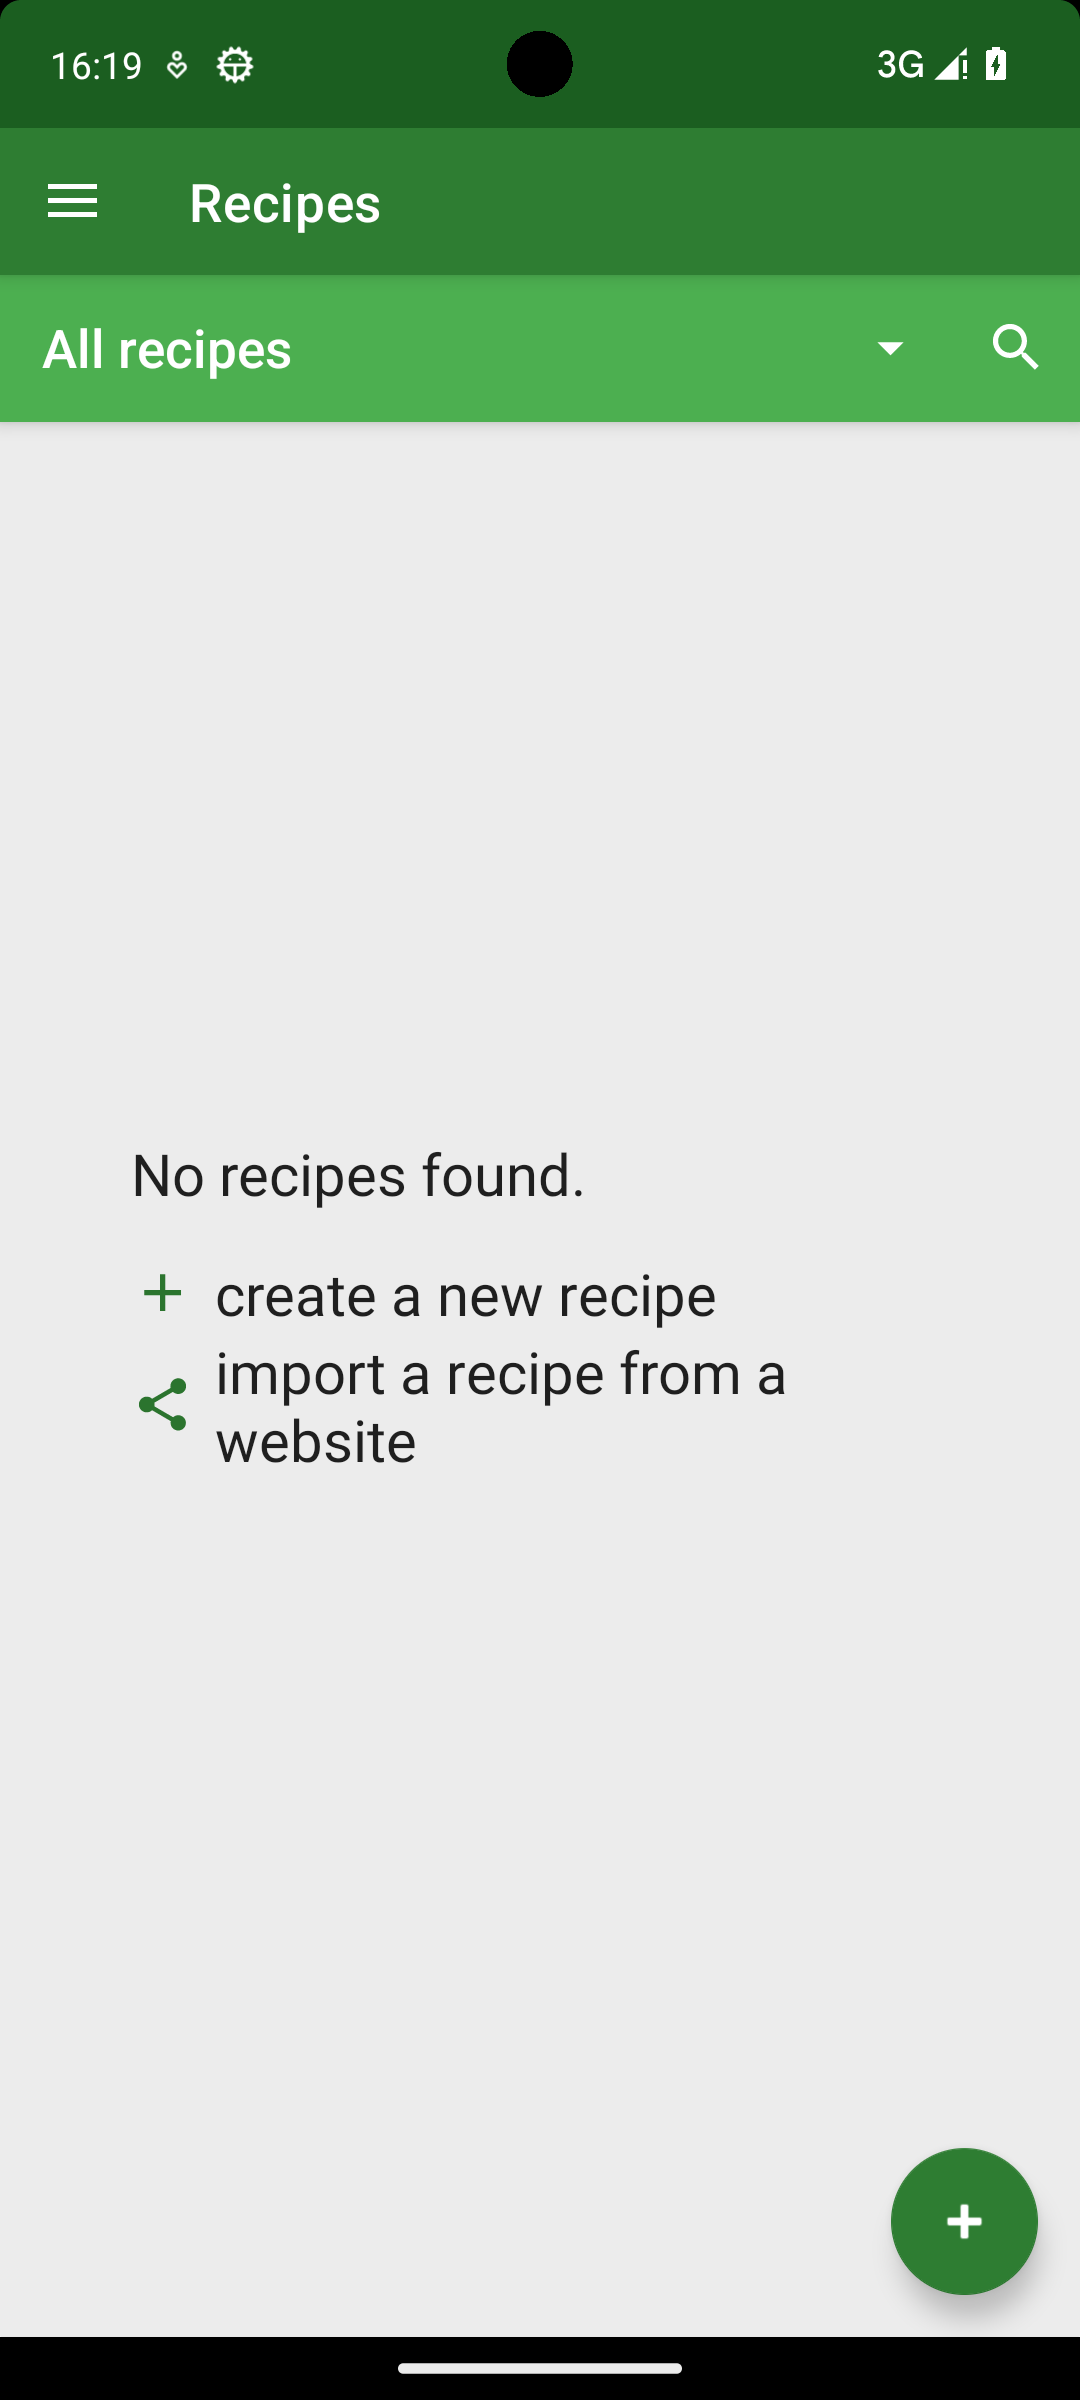 16:19
3G
Recipes
All recipes
No recipes found.
create a new recipe
import a recipe from a
website